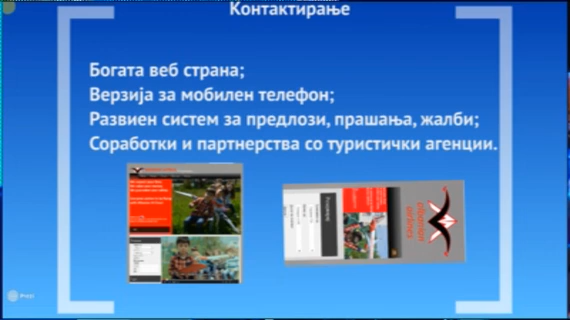 Контактирање
Богата веб страна;
Верзија за мобилен телефон;
Развиен систем за предлози, прашања, жалби;
Соработки и партнерства со туристички агенции.
Prezi